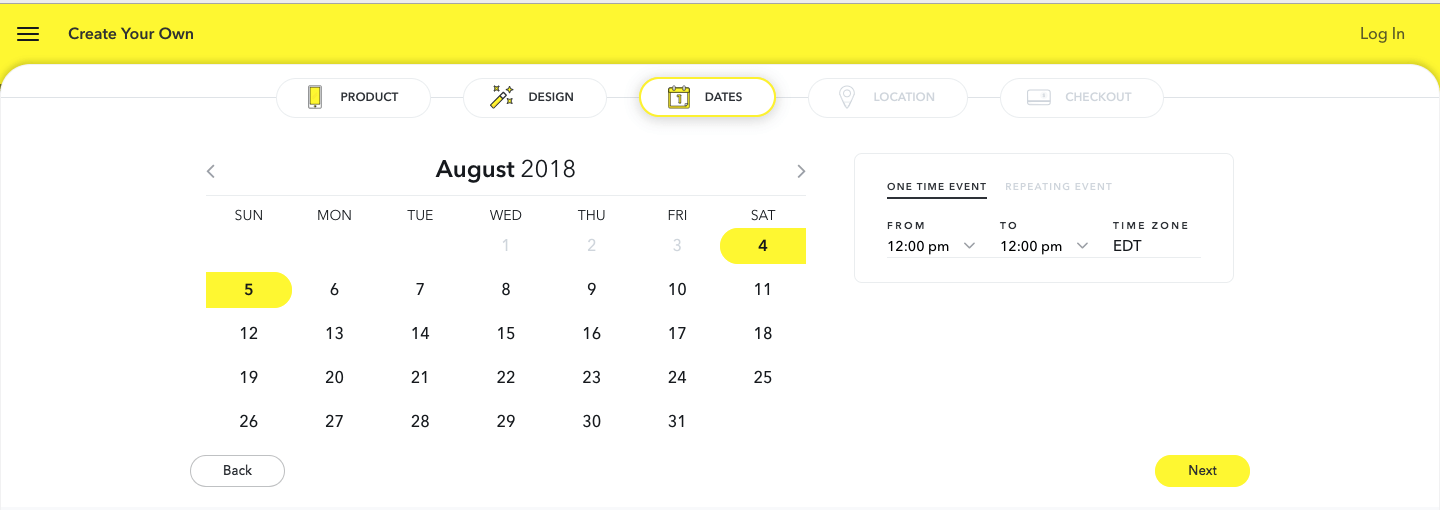 Create Your Own
Log In
PRODUCT
DESIGN
1
DATES
LOCATION
CHECKOUT
August 2018
SUN MON TUE WED THU FRI SAT
1 2 3 4
5 6 7 8 9 10 11
12 13 14 15 16 17 18
19 20 21 22 23 24 25
26 27 28 29 30 31
ONE TIME EVENT REPEATING EVENT
FROM TO TIME ZONE
12:00 pm 12:00 pm EDT
Back
Next